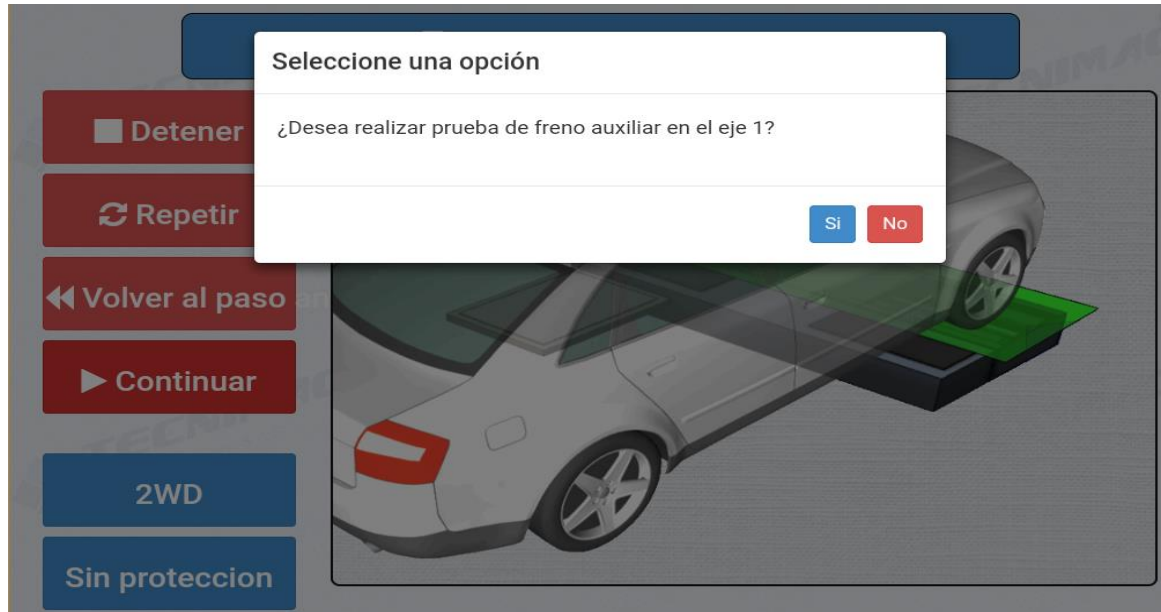 Seleccione una opción
¿Desea realizar prueba de freno auxiliar en el eje 1?
Si No
Detener
Repetir
Volver al paso an
Continuar
2WD
Sin proteccion